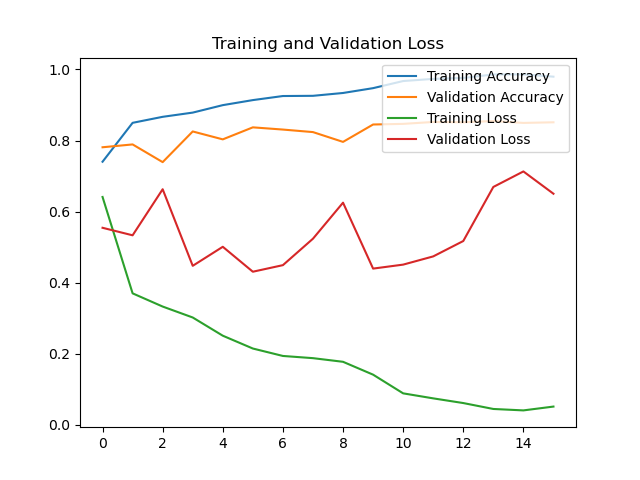 Training and Validation Loss
1.0
0.8
0.6
0.4
0.2
0.0
0 2 4 6 8 10 12 14
Training Accuracy
Validation Accuracy
Training Loss
Validation Loss